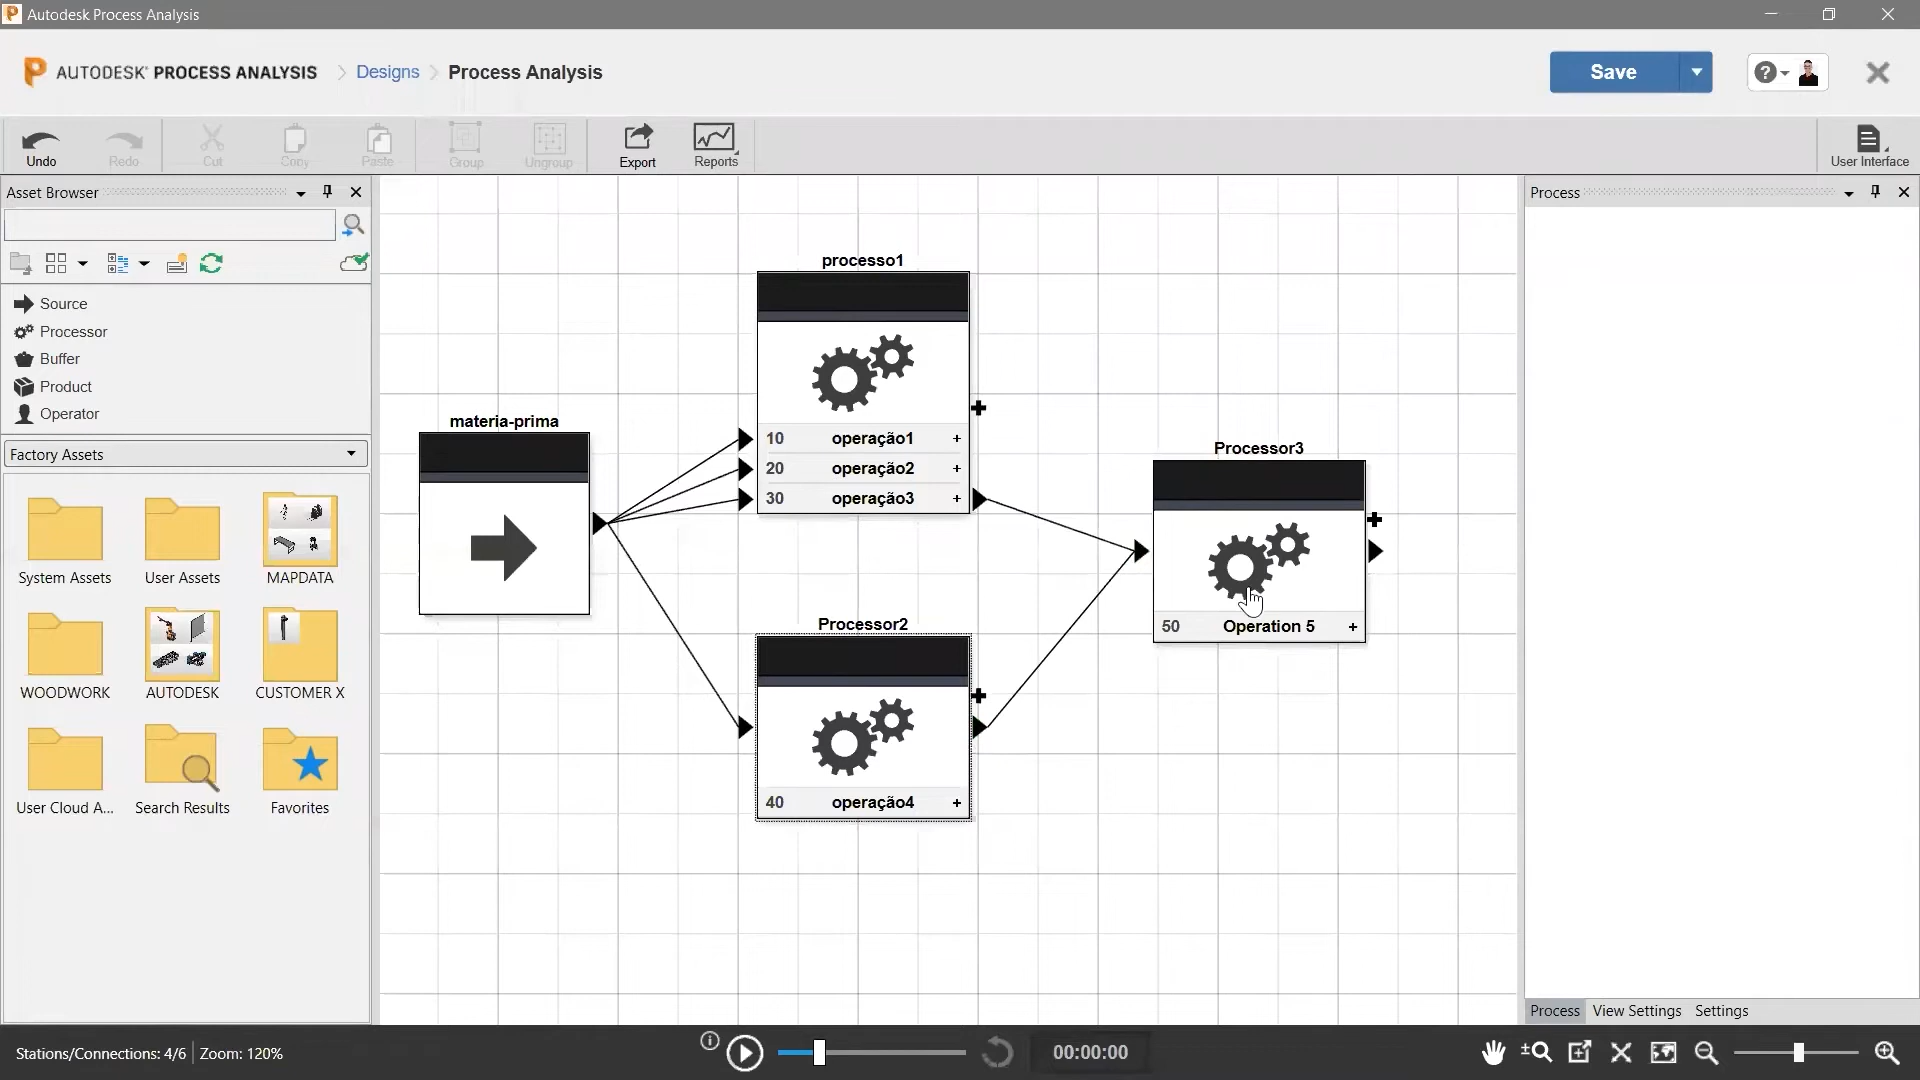 Autodesk Process Analysis
AUTODESK® PROCESS ANALYSIS
Designs
Process Analysis
Save
Undo
Redo
Cut
Copy
Paste
Group
Ungroup
Export
Reports
User Interface
Asset Browser
Source
Processor
Buffer
Product
Operator
Factory Assets
System Assets
User Assets
MAPDATA
WOODWORK
AUTODESK
CUSTOMER X
User Cloud A...
Search Results
Favorites
materia-prima
processo1
10 operação1 +
20 operação2 +
30 operação3 +
Processor2
40 operação4 +
Processor3
50 Operation 5 +
Process
Process
View Settings
Settings
Stations/Connections: 4/6
Zoom: 120%
00:00:00